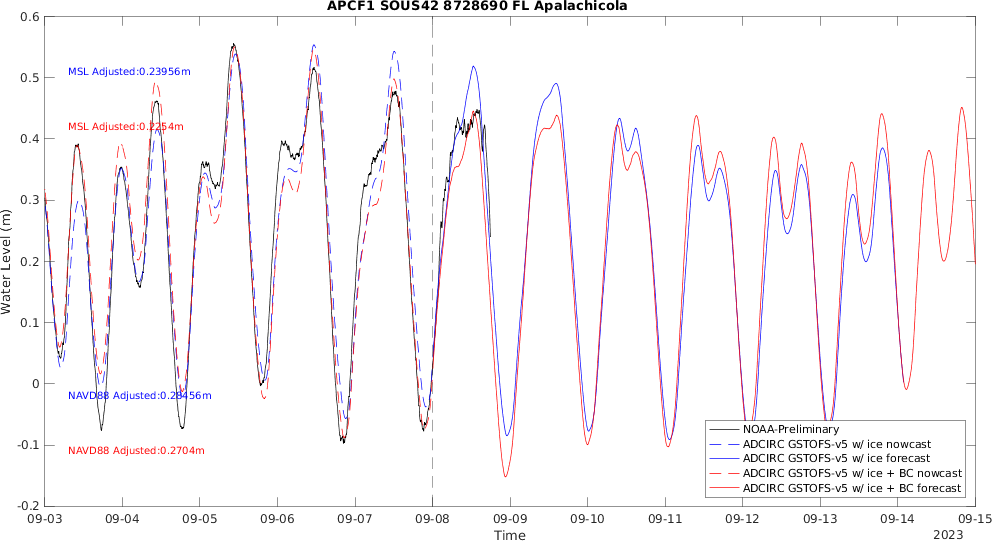 APCF1 SOUS42 8728690 FL Apalachicola
0.6
0.5
0.4
0.3
0.2
0.1
0
-0.1
-0.2
Water Level (m)
MSL Adjusted:0.23956m
MSL Adjusted:0.2254m
NAVD88 Adjusted:0.28456m
NAVD88 Adjusted:0.2704m
NOAA-Preliminary
ADCIRC GSTOFS-v5 w/ ice nowcast
ADCIRC GSTOFS-v5 w/ ice forecast
ADCIRC GSTOFS-v5 w/ ice + BC nowcast
ADCIRC GSTOFS-v5 w/ ice + BC forecast
09-03 09-04 09-05 09-06 09-07 09-08 09-09 09-10 09-11 09-12 09-13 09-14 09-15
Time
2023